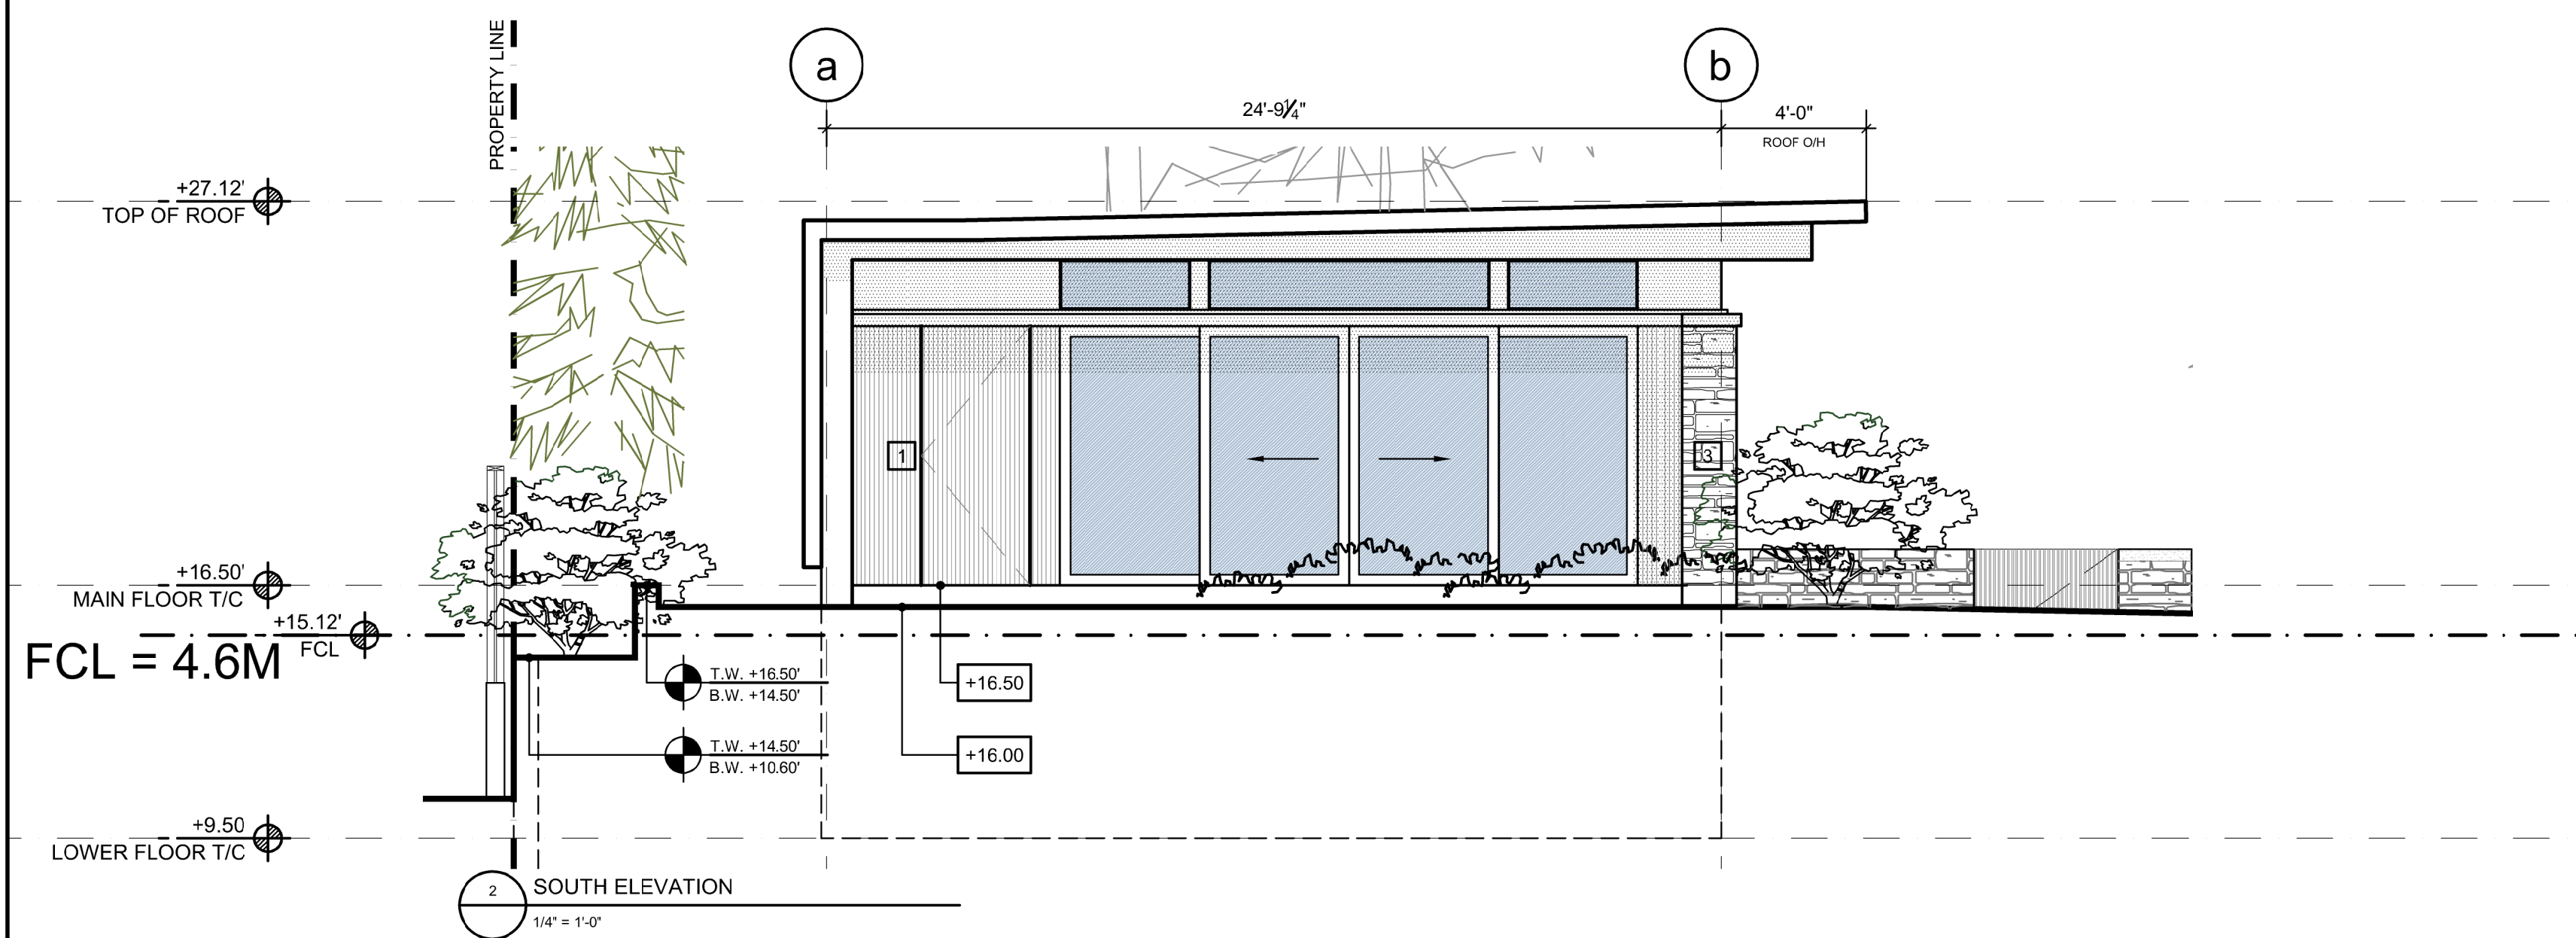 PROPERTY LINE
a
b
24'-9¼"
4'-0"
ROOF O/H
+27.12'
TOP OF ROOF
1
3
+16.50'
MAIN FLOOR T/C
+15.12'
FCL
FCL = 4.6M
T.W. +16.50'
B.W. +14.50'
+16.50
T.W. +14.50'
B.W. +10.60'
+16.00
+9.50
LOWER FLOOR T/C
2
SOUTH ELEVATION
1/4" = 1'-0"